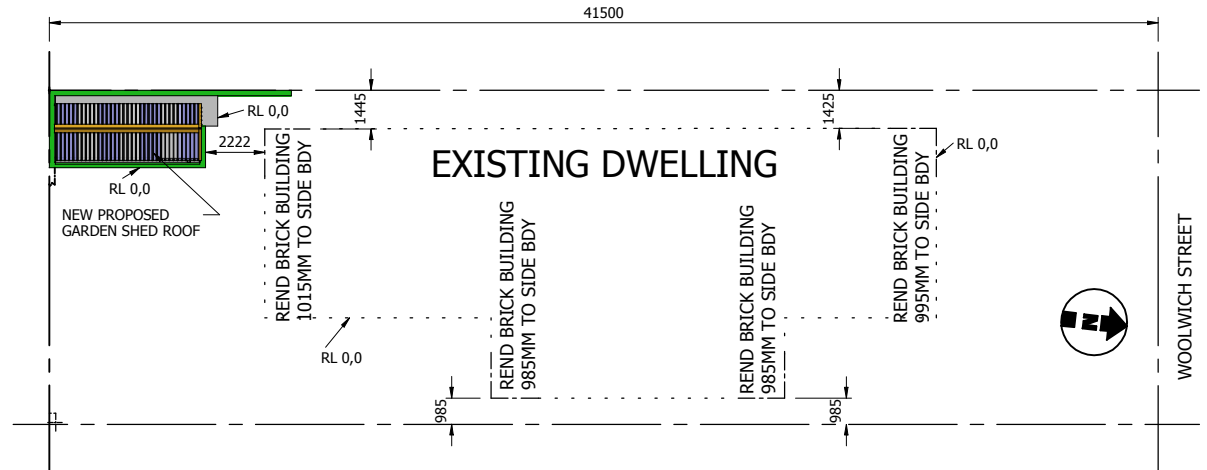 41500
1445
1425
RL 0,0
2222
RL 0,0
EXISTING DWELLING
RL 0,0
NEW PROPOSED
GARDEN SHED ROOF
REND BRICK BUILDING
1015MM TO SIDE BDY
REND BRICK BUILDING
985MM TO SIDE BDY
REND BRICK BUILDING
985MM TO SIDE BDY
REND BRICK BUILDING
995MM TO SIDE BDY
RL 0,0
N
WOOLWICH STREET
985
985